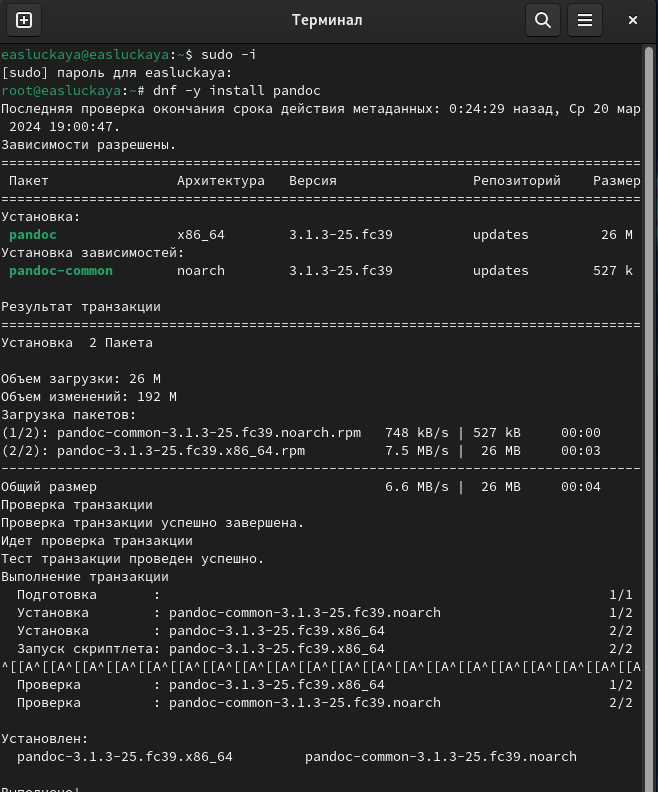 Терминал
easluckaya@easluckaya:~$ sudo -i
[sudo] пароль для easluckaya:
root@easluckaya:~# dnf -y install pandoc
Последняя проверка окончания срока действия метаданных: 0:24:29 назад, Ср 20 мар
 2024 19:00:47.
Зависимости разрешены.
================================================================================
 Пакет                Архитектура   Версия                 Репозиторий    Размер
================================================================================
Установка:
 pandoc               x86_64        3.1.3-25.fc39          updates         26 M
Установка зависимостей:
 pandoc-common        noarch        3.1.3-25.fc39          updates        527 k

Результат транзакции
================================================================================
Установка  2 Пакета

Объем загрузки: 26 M
Объем изменений: 192 M
Загрузка пакетов:
(1/2): pandoc-common-3.1.3-25.fc39.noarch.rpm   748 kB/s | 527 kB     00:00
(2/2): pandoc-3.1.3-25.fc39.x86_64.rpm          7.5 MB/s |  26 MB     00:03
--------------------------------------------------------------------------------
Общий размер                                    6.6 MB/s |  26 MB     00:04
Проверка транзакции
Проверка транзакции успешно завершена.
Идет проверка транзакции
Тест транзакции проведен успешно.
Выполнение транзакции
  Подготовка       :                                                        1/1
  Установка        : pandoc-common-3.1.3-25.fc39.noarch                     1/2
  Установка        : pandoc-3.1.3-25.fc39.x86_64                            2/2
  Запуск скриптлета: pandoc-3.1.3-25.fc39.x86_64                            2/2
^[[A^[[A^[[A^[[A^[[A^[[A^[[A^[[A^[[A^[[A^[[A^[[A^[[A^[[A^[[A^[[A^[[A^[[A^[[A^[[A
  Проверка         : pandoc-3.1.3-25.fc39.x86_64                            1/2
  Проверка         : pandoc-common-3.1.3-25.fc39.noarch                     2/2

Установлен:
  pandoc-3.1.3-25.fc39.x86_64         pandoc-common-3.1.3-25.fc39.noarch

Выполнено!